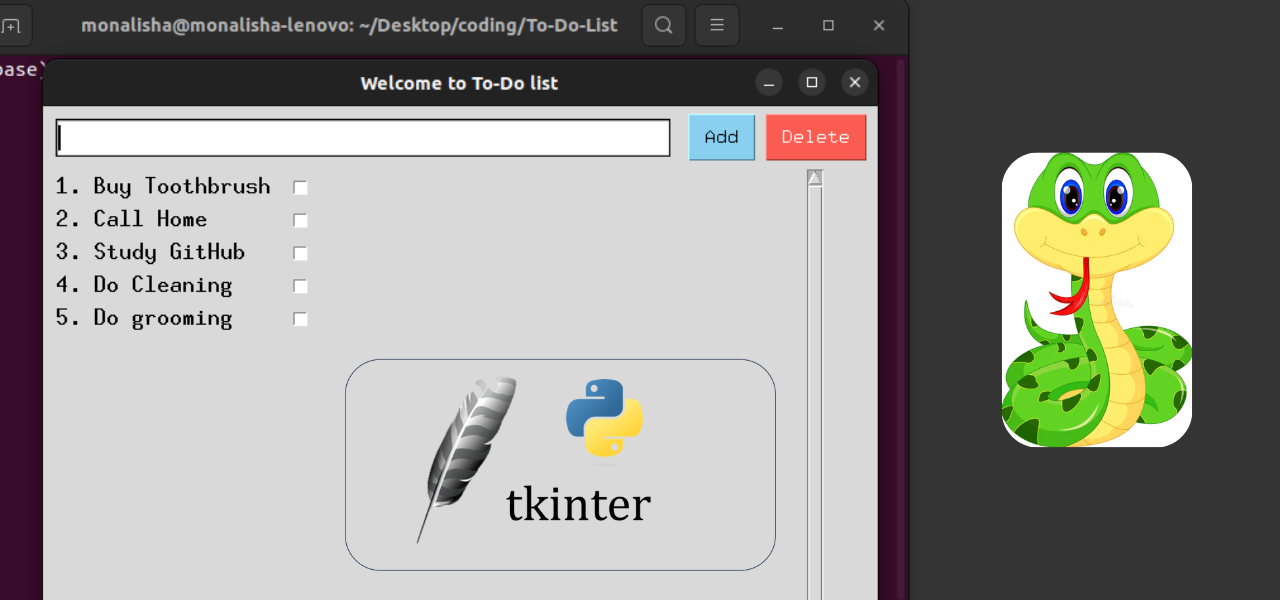 monalisha@monalisha-lenovo: ~/Desktop/coding/To-Do-List
base)
Welcome to To-Do list
Add Delete
1. Buy Toothbrush
2. Call Home
3. Study GitHub
4. Do Cleaning
5. Do grooming
tkinter